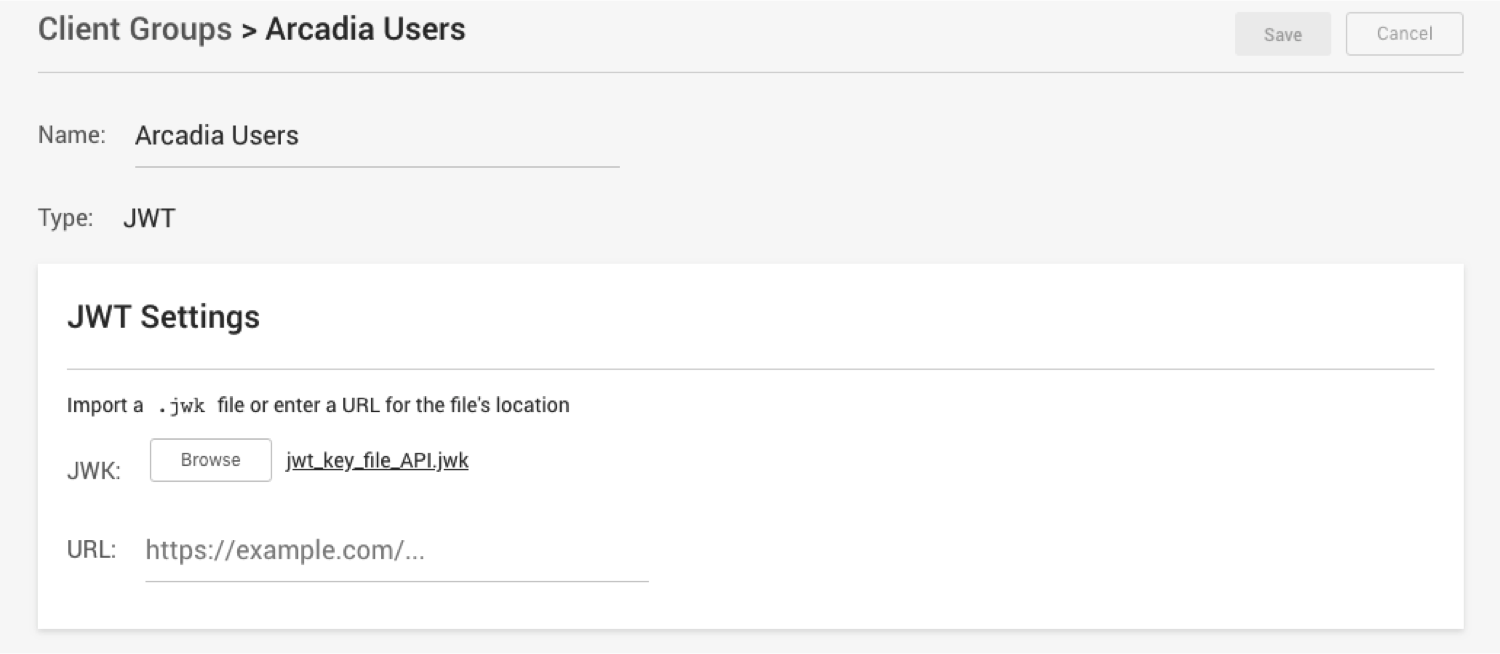 Client Groups > Arcadia Users
Save
Cancel
Name: Arcadia Users
Type: JWT
JWT Settings
Import a .jwk file or enter a URL for the file's location
JWK: Browse jwt_key_file_API.jwk
URL: https://example.com/...